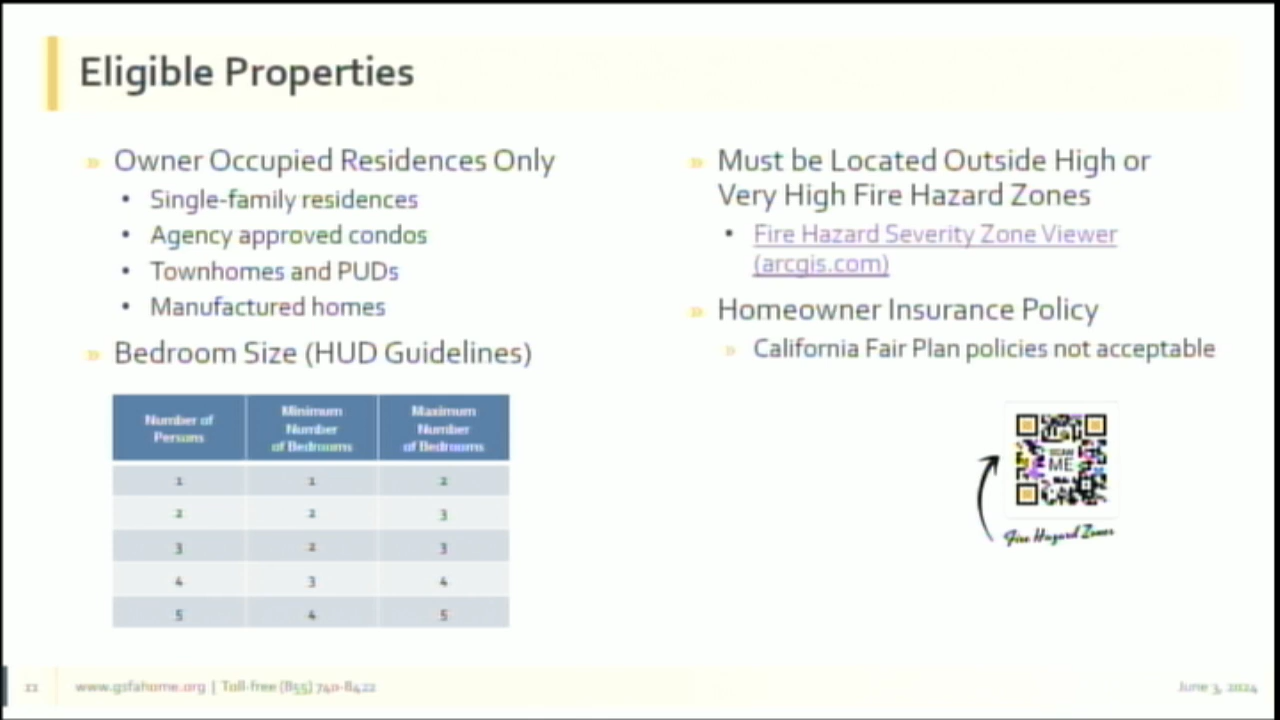 Eligible Properties
» Owner Occupied Residences Only
• Single-family residences
• Agency approved condos
• Townhomes and PUDs
• Manufactured homes
» Bedroom Size (HUD Guidelines)
Number of Persons | Minimum Number of Bedrooms | Maximum Number of Bedrooms
1 | 1 | 2
2 | 2 | 3
3 | 2 | 3
4 | 3 | 4
5 | 4 | 5
» Must be Located Outside High or
Very High Fire Hazard Zones
• Fire Hazard Severity Zone Viewer
(arcgis.com)
» Homeowner Insurance Policy
» California Fair Plan policies not acceptable
SCAN
ME
Fire Hazard Zones
11 www.gsfahome.org | Toll-free (855) 740-8422
June 3, 2024